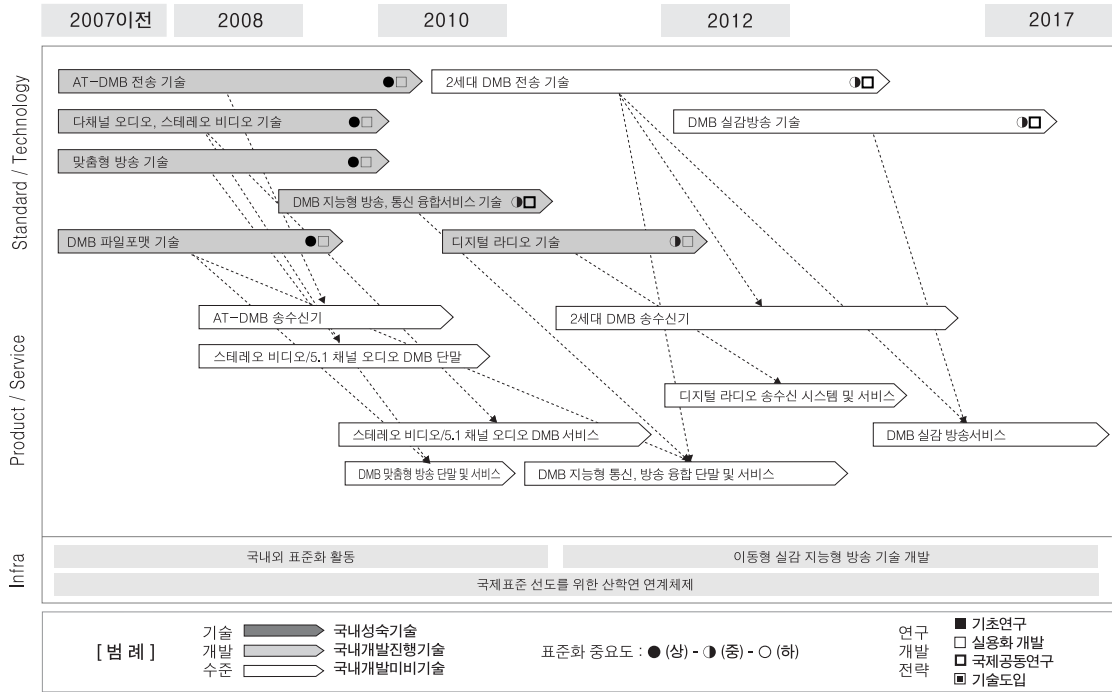 2007이전
2008
2010
2012
2017
Standard / Technology
AT-DMB 전송 기술 ●□
2세대 DMB 전송 기술 ◑□
다채널 오디오, 스테레오 비디오 기술 ●□
DMB 실감방송 기술 ◑□
맞춤형 방송 기술 ●□
DMB 지능형 방송, 통신 융합서비스 기술 ◑□
DMB 파일포맷 기술 ●□
디지털 라디오 기술 ◑□
Product / Service
AT-DMB 송수신기
2세대 DMB 송수신기
스테레오 비디오/5.1 채널 오디오 DMB 단말
디지털 라디오 송수신 시스템 및 서비스
스테레오 비디오/5.1 채널 오디오 DMB 서비스
DMB 실감 방송서비스
DMB 맞춤형 방송 단말 및 서비스
DMB 지능형 통신, 방송 융합 단말 및 서비스
Infra
국내외 표준화 활동
이동형 실감 지능형 방송 기술 개발
국제표준 선도를 위한 산학연 연계체제
[ 범 례 ]
기술
개발
수준
국내성숙기술
국내개발진행기술
국내개발미비기술
표준화 중요도 : ● (상) - ◑ (중) - ○ (하)
연구
개발
전략
■ 기초연구
□ 실용화 개발
□ 국제공동연구
▣ 기술도입